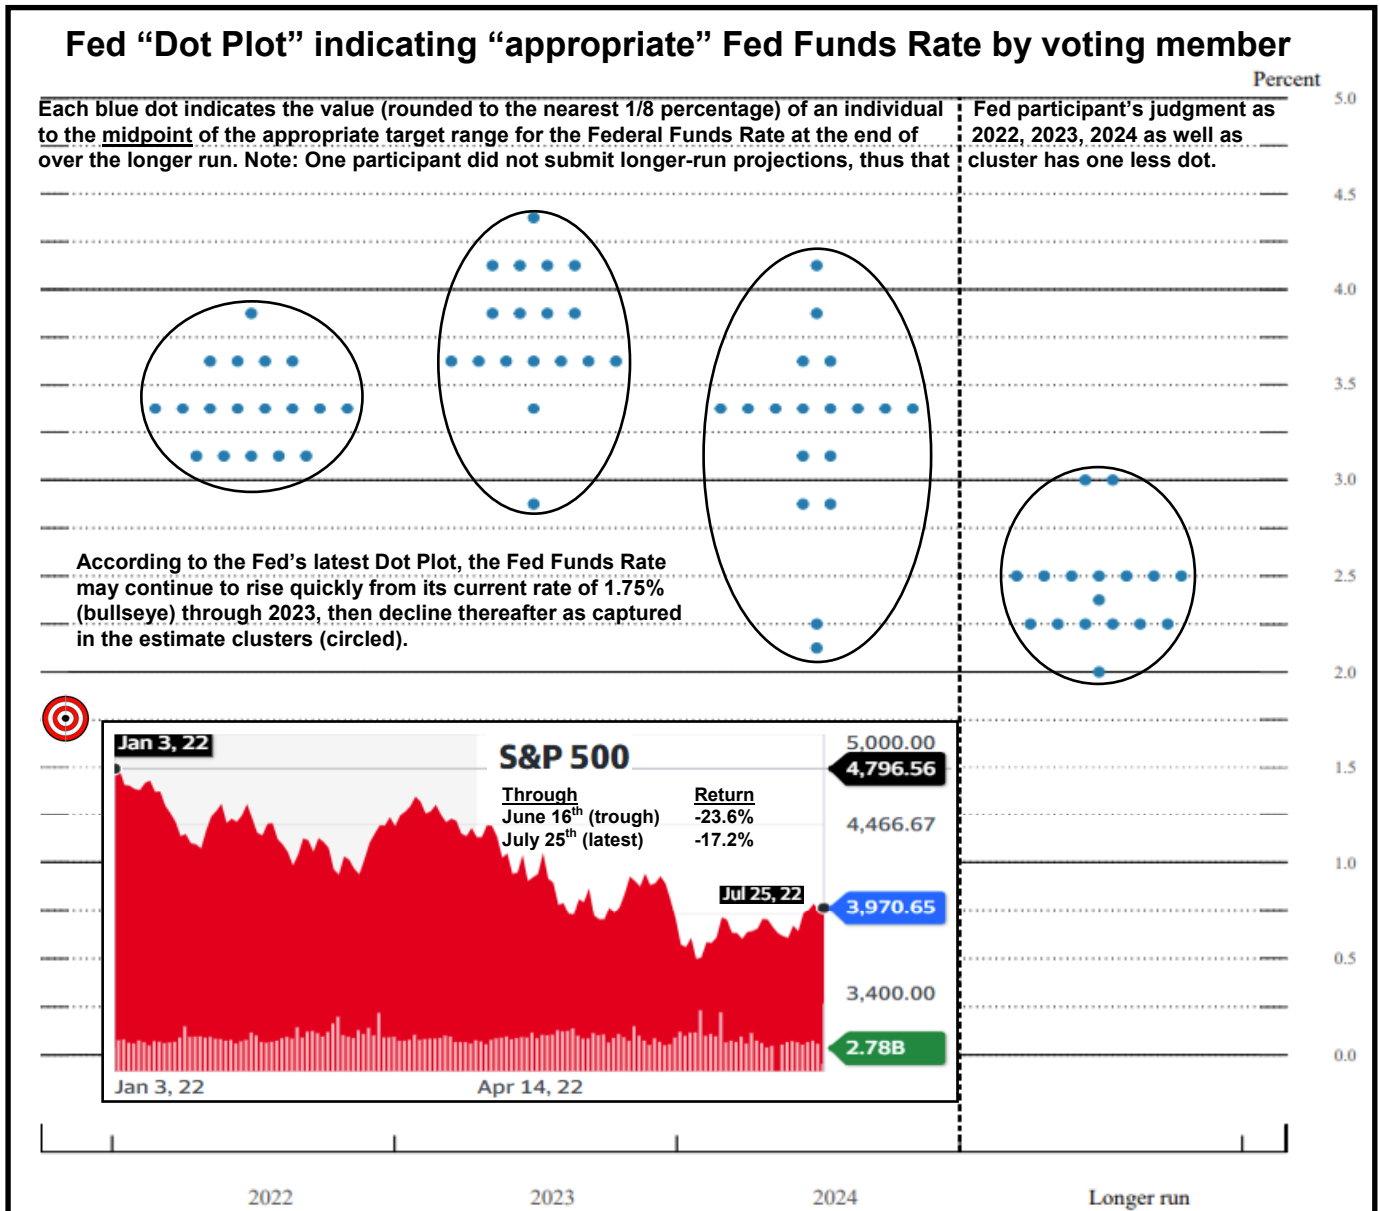 Fed “Dot Plot” indicating “appropriate” Fed Funds Rate by voting member
Percent
Each blue dot indicates the value (rounded to the nearest 1/8 percentage) of an individual Fed participant’s judgment as
to the midpoint of the appropriate target range for the Federal Funds Rate at the end of 2022, 2023, 2024 as well as
over the longer run. Note: One participant did not submit longer-run projections, thus that cluster has one less dot.
5.0
4.5
4.0
3.5
3.0
2.5
2.0
1.5
1.0
0.5
0.0
According to the Fed’s latest Dot Plot, the Fed Funds Rate
may continue to rise quickly from its current rate of 1.75%
(bullseye) through 2023, then decline thereafter as captured
in the estimate clusters (circled).
Jan 3, 22
S&P 500
Through Return
June 16th (trough) -23.6%
July 25th (latest) -17.2%
Jul 25, 22
5,000.00
4,796.56
4,466.67
3,970.65
3,400.00
2.78B
Jan 3, 22 Apr 14, 22
2022 2023 2024 Longer run